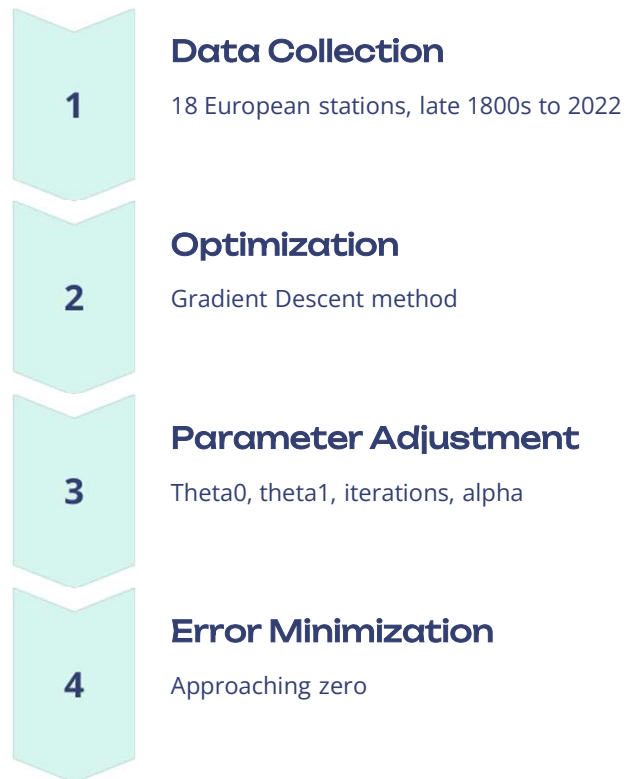 1
Data Collection
18 European stations, late 1800s to 2022
2
Optimization
Gradient Descent method
3
Parameter Adjustment
Theta0, theta1, iterations, alpha
4
Error Minimization
Approaching zero